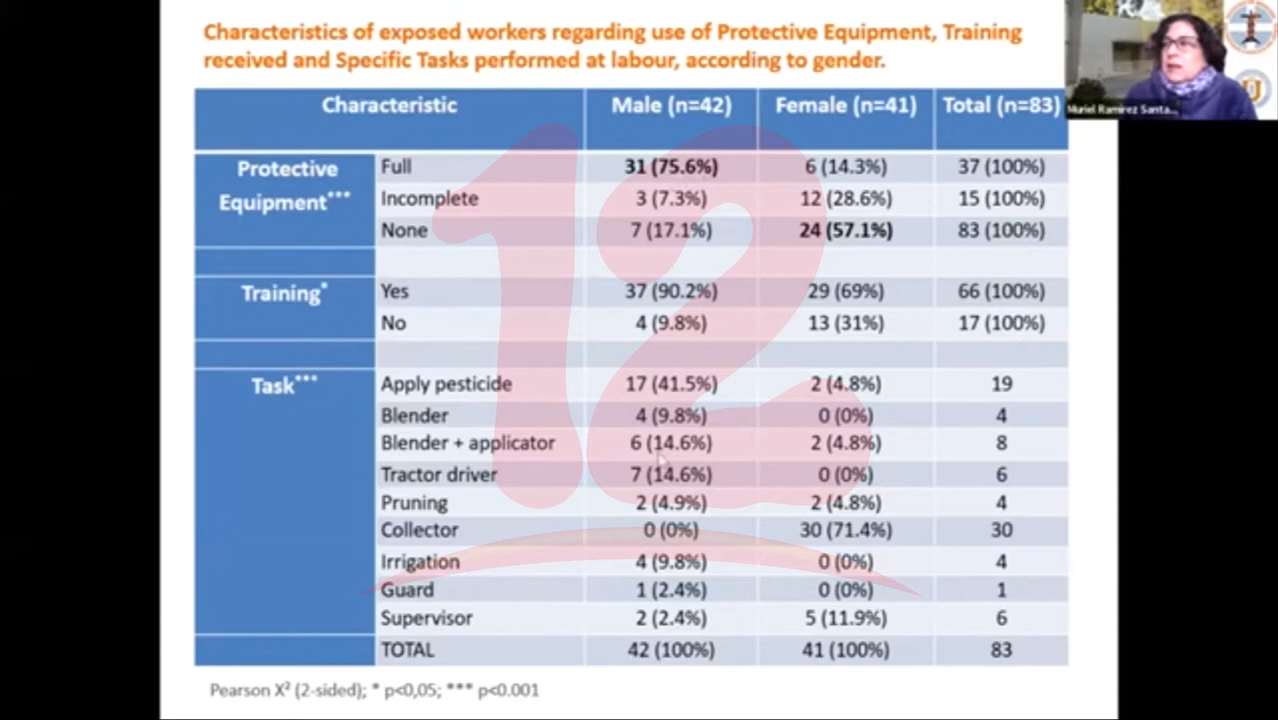 Characteristics of exposed workers regarding use of Protective Equipment, Training
received and Specific Tasks performed at labour, according to gender.
Characteristic Male (n=42) Female (n=41) Total (n=83)
Protective Equipment*** Full 31 (75.6%) 6 (14.3%) 37 (100%)
Incomplete 3 (7.3%) 12 (28.6%) 15 (100%)
None 7 (17.1%) 24 (57.1%) 83 (100%)
Training* Yes 37 (90.2%) 29 (69%) 66 (100%)
No 4 (9.8%) 13 (31%) 17 (100%)
Task*** Apply pesticide 17 (41.5%) 2 (4.8%) 19
Blender 4 (9.8%) 0 (0%) 4
Blender + applicator 6 (14.6%) 2 (4.8%) 8
Tractor driver 7 (14.6%) 0 (0%) 6
Pruning 2 (4.9%) 2 (4.8%) 4
Collector 0 (0%) 30 (71.4%) 30
Irrigation 4 (9.8%) 0 (0%) 4
Guard 1 (2.4%) 0 (0%) 1
Supervisor 2 (2.4%) 5 (11.9%) 6
TOTAL 42 (100%) 41 (100%) 83
Pearson X² (2-sided); * p<0,05; *** p<0.001
12
Muriel Ramirez Santa...